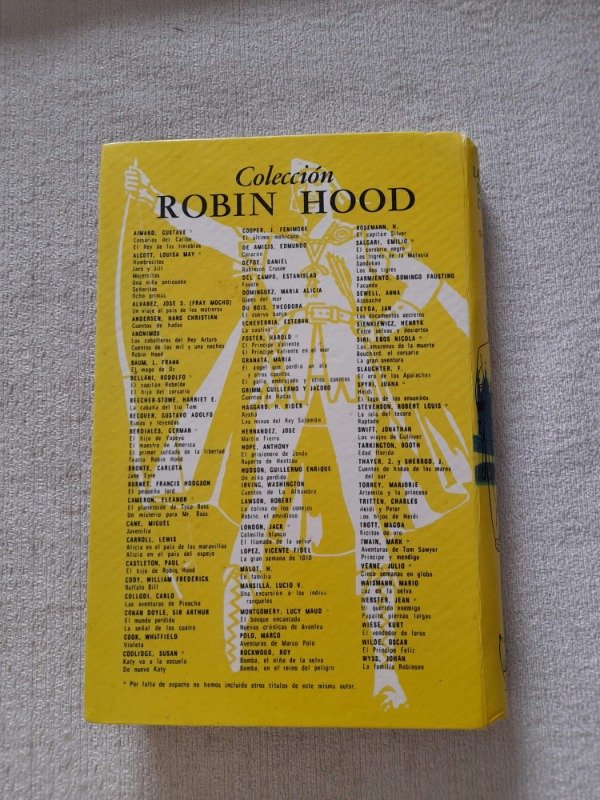 Colección
ROBIN HOOD
AIMARD, GUSTAVE *
Corsarios del Caribe
El Rey de las tinieblas
ALCOTT, LOUISA MAY *
Hombrecitos
Jack y Jill
Mujercitas
Una niña anticuada
Señoritas
Ocho primos
ALVAREZ, JOSE S. (FRAY MOCHO)
Un viaje al país de los matreros
ANDERSEN, HANS CHRISTIAN
Cuentos de hadas
ANONIMOS
Los caballeros del Rey Arturo
Cuentos de las mil y una noches
Robin Hood
BAUM, L. FRANK
El mago de Oz
BELLANI, RODOLFO
El capitán Rebelde
El hijo del corsario
BEECHER-STOWE, HARRIET E.
La cabaña del tío Tom
BECQUER, GUSTAVO ADOLFO
Rimas y leyendas
BERDIALES, GERMAN *
El hijo de Yapeyú
El maestro de América
El primer soldado de la libertad
Teatro Robin Hood
BRONTE, CARLOTA
Jane Eyre
BURNET, FRANCIS HODGSON
El pequeño lord
CAMERON, ELEANOR
El planetoide de Tyco Bass
Un misterio para Mr. Bass
CANE, MIGUEL
Juvenilia
CARROLL, LEWIS
Alicia en el país de las maravillas
Alicia en el país del espejo
CASTLETON, PAUL
El hijo de Robin Hood
CODY, WILLIAM FREDERICK
Buffalo Bill
COLLODI, CARLO
Las aventuras de Pinocho
CONAN DOYLE, SIR ARTHUR
El mundo perdido
La señal de los cuatro
COOK, WHITFIELD
Violeta
COOLIDGE, SUSAN *
Katy va a la escuela
De nuevo Katy
COOPER, J. FENIMORE
El último mohicano
DE AMICIS, EDMUNDO
Corazón
DEFOE, DANIEL
Robinson Crusoe
DEL CAMPO, ESTANISLAO
Fausto
DOMINGUEZ, MARIA ALICIA
Ginés del mar
DU BOIS, THEODORA
El cuervo banjo
ECHEVERRIA, ESTEBAN
La cautiva
FOSTER, HAROLD *
El Príncipe Valiente
El Príncipe Valiente en el mar
GRANATA, MARIA
El ángel que perdió un ala
y otros cuentos
El gallo embrujado y otros cuentos
GRIMM, GUILLERMO Y JACOBO
Cuentos de Hadas
HAGGARD, H. RIDER
Aysha
Las minas del Rey Salomón
HERNANDEZ, JOSE
Martín Fierro
HOPE, ANTHONY
El prisionero de Zenda
Ruperto de Hentzau
HUDSON, GUILLERMO ENRIQUE
Un niño perdido
IRVING, WASHINGTON
Cuentos de La Alhambra
LAWSON, ROBERT
La colina de los conejos
Robito, el envidioso
LONDON, JACK *
Colmillo blanco
El llamado de la selva
LOPEZ, VICENTE FIDEL
La gran semana de 1810
MALOT, H.
En familia
MANSILLA, LUCIO V.
Una excursión a los indios
ranqueles
MONTGOMERY, LUCY MAUD *
El bosque encantado
Nuevas crónicas de Avonlea
POLO, MARCO
Aventuras de Marco Polo
ROCKWOOD, ROY
Bomba, el niño de la selva
Bomba, en el reino del peligro
ROSEMANN, H.
El capitán Oliver
SALGARI, EMILIO *
El corsario negro
Los tigres de la Malasia
Sandokan
Los dos tigres
SARMIENTO, DOMINGO FAUSTINO
Facundo
SEWELL, ANNA
Azabache
SEYDA, JAN
Los documentos secretos
SIENKIEWICZ, HENRYK
Entre selvas y desiertos
SIRI, EROS NICOLA *
Las amazonas de la muerte
Bouchard, el corsario
La gran aventura
SLAUGHTER, F.
El oro de los Apalaches
SPYRI, JUANA *
Heidi
El lago de los ensueños
STEVENSON, ROBERT LOUIS *
La isla del tesoro
Raptado
SWIFT, JONATHAN
Los viajes de Gulliver
TARKINGTON, BOOTH
Edad florida
THAYER, Z. y SHERROD, J.
Cuentos de hadas de los mares
del sur
TORREY, MARJORIE
Artemito y la princesa
TRITTEN, CHARLES
Heidi y Peter
Los hijos de Heidi
TROTT, MAGDA
Ricitos de oro
TWAIN, MARK *
Aventuras de Tom Sawyer
Príncipe y mendigo
VERNE, JULIO *
Cinco semanas en globo
WAISMANN, MARIO
Luz en la selva
WEBSTER, JEAN *
Mi querido enemigo
Papaíto piernas largas
WIESE, KURT
El vendedor de loros
WILDE, OSCAR
El Príncipe Feliz
WYSS, JOHAN
La familia Robinson
* Por falta de espacio no hemos incluido otros títulos de este mismo autor.